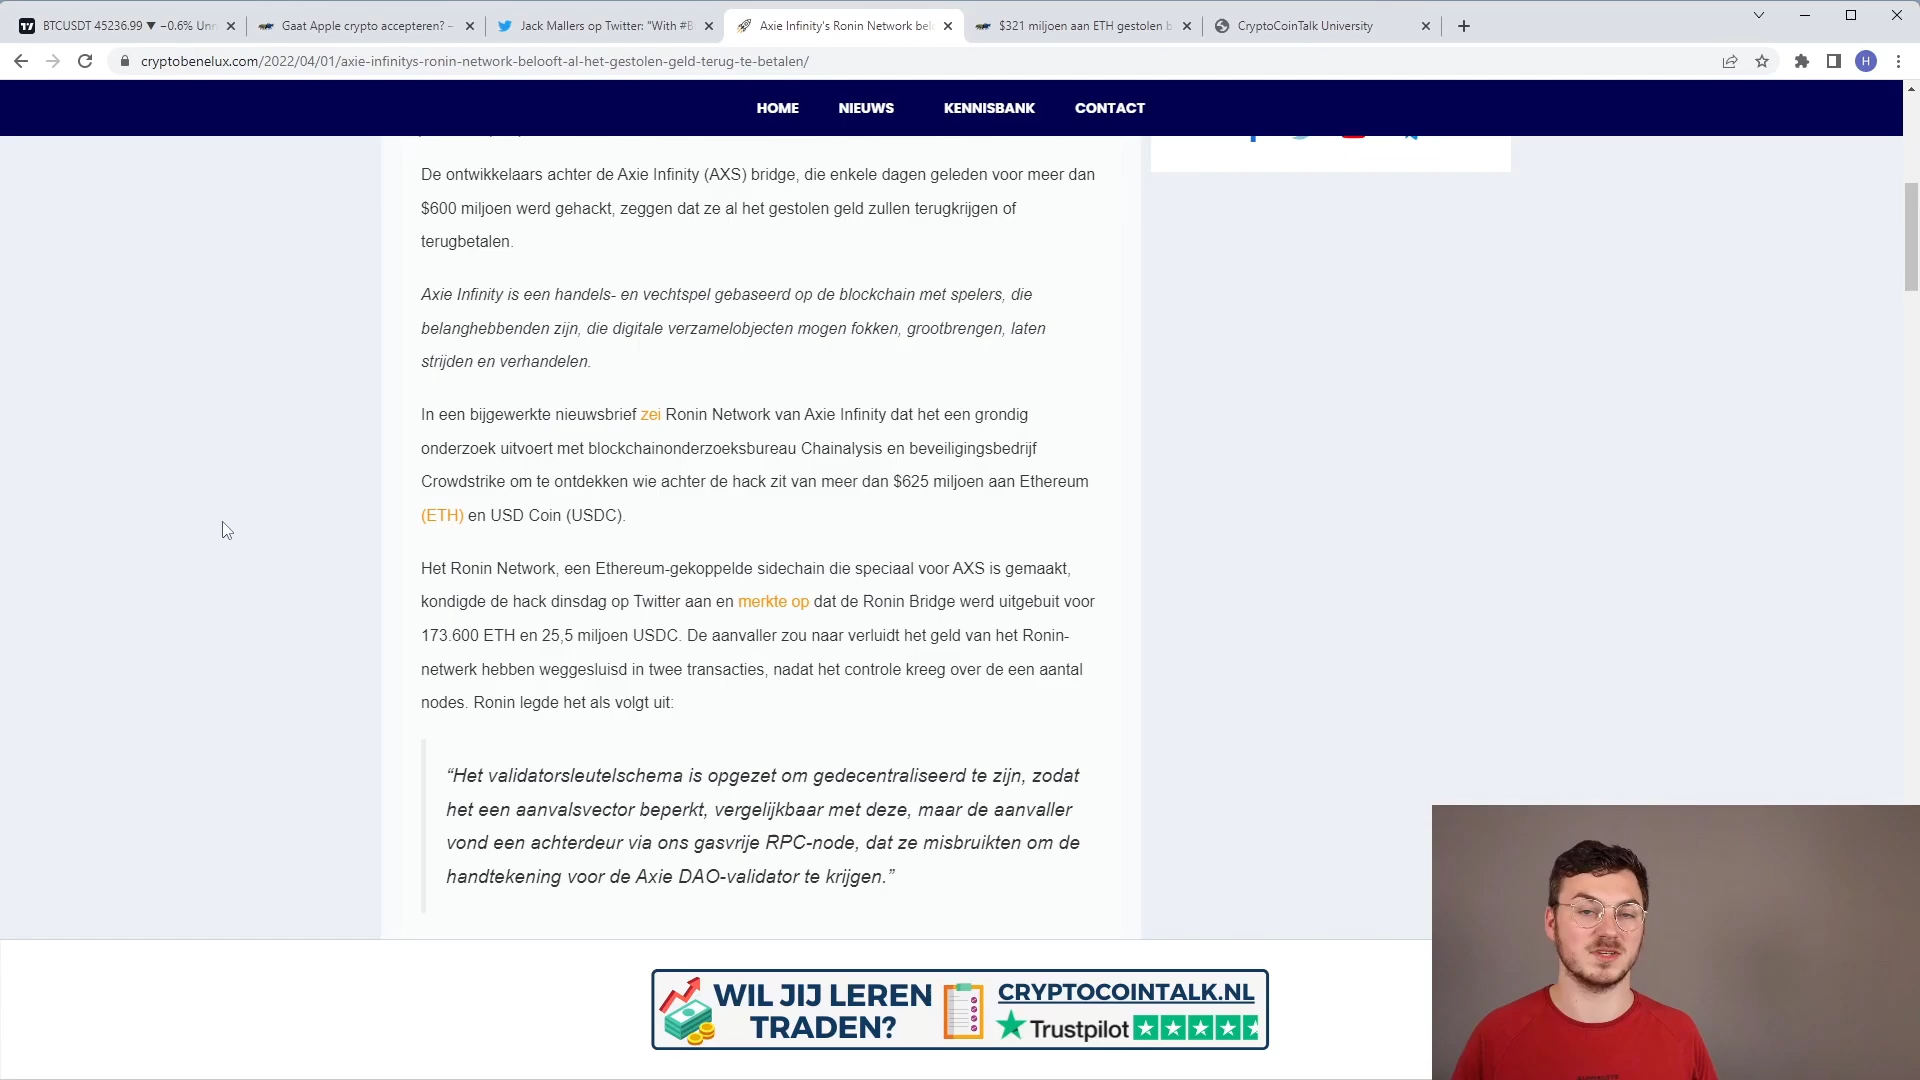 BTCUSDT 45236.99 ▼ −0.6% Unn
Gaat Apple crypto accepteren? –
Jack Mallers op Twitter: "With #B
Axie Infinity's Ronin Network bel
$321 miljoen aan ETH gestolen b
CryptoCoinTalk University
cryptobenelux.com/2022/04/01/axie-infinitys-ronin-network-belooft-al-het-gestolen-geld-terug-te-betalen/
H
HOME NIEUWS KENNISBANK CONTACT
De ontwikkelaars achter de Axie Infinity (AXS) bridge, die enkele dagen geleden voor meer dan
$600 miljoen werd gehackt, zeggen dat ze al het gestolen geld zullen terugkrijgen of
terugbetalen.
Axie Infinity is een handels- en vechtspel gebaseerd op de blockchain met spelers, die
belanghebbenden zijn, die digitale verzamelobjecten mogen fokken, grootbrengen, laten
strijden en verhandelen.
In een bijgewerkte nieuwsbrief zei Ronin Network van Axie Infinity dat het een grondig
onderzoek uitvoert met blockchainonderzoeksbureau Chainalysis en beveiligingsbedrijf
Crowdstrike om te ontdekken wie achter de hack zit van meer dan $625 miljoen aan Ethereum
(ETH) en USD Coin (USDC).
Het Ronin Network, een Ethereum-gekoppelde sidechain die speciaal voor AXS is gemaakt,
kondigde de hack dinsdag op Twitter aan en merkte op dat de Ronin Bridge werd uitgebuit voor
173.600 ETH en 25,5 miljoen USDC. De aanvaller zou naar verluidt het geld van het Ronin-
netwerk hebben weggesluisd in twee transacties, nadat het controle kreeg over de een aantal
nodes. Ronin legde het als volgt uit:
“Het validatorsleutelschema is opgezet om gedecentraliseerd te zijn, zodat
het een aanvalsvector beperkt, vergelijkbaar met deze, maar de aanvaller
vond een achterdeur via ons gasvrije RPC-node, dat ze misbruikten om de
handtekening voor de Axie DAO-validator te krijgen.”
WIL JIJ LEREN
TRADEN?
CRYPTOCOINTALK.NL
Trustpilot